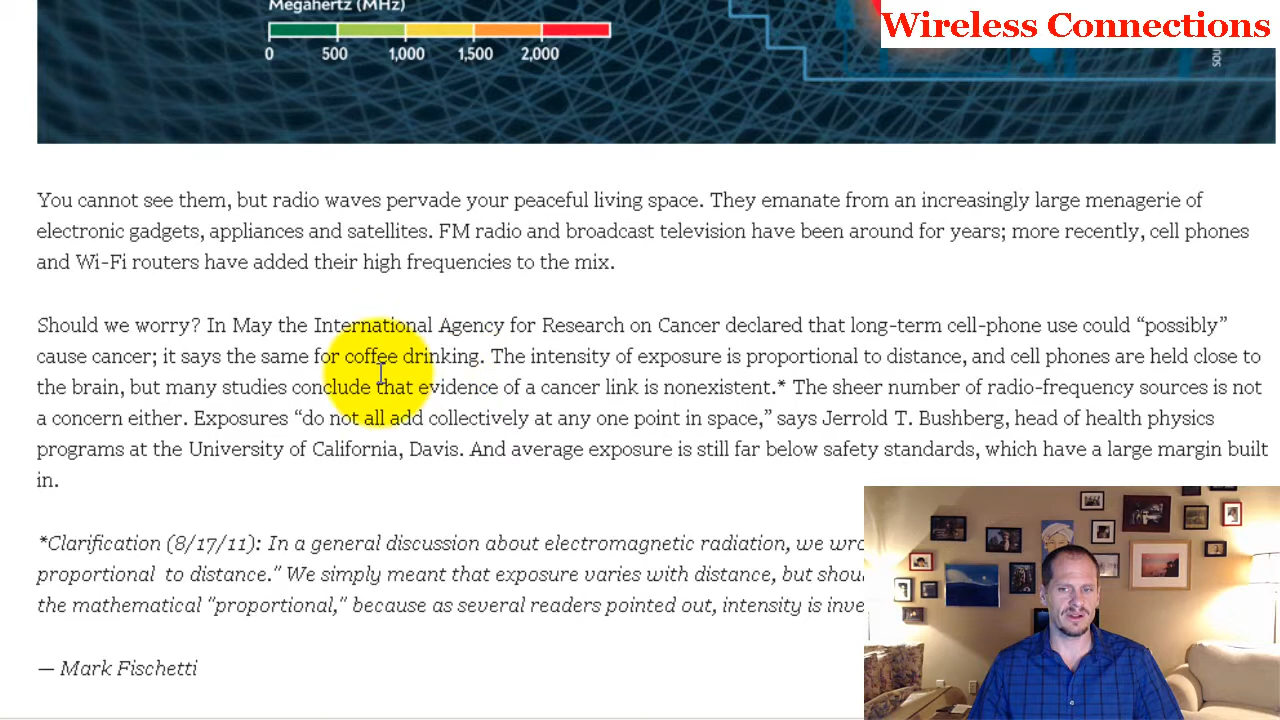 Megahertz (MHz)
Wireless Connections
0 500 1,000 1,500 2,000
You cannot see them, but radio waves pervade your peaceful living space. They emanate from an increasingly large menagerie of
electronic gadgets, appliances and satellites. FM radio and broadcast television have been around for years; more recently, cell phones
and Wi-Fi routers have added their high frequencies to the mix.
Should we worry? In May the International Agency for Research on Cancer declared that long-term cell-phone use could “possibly”
cause cancer; it says the same for coffee drinking. The intensity of exposure is proportional to distance, and cell phones are held close to
the brain, but many studies conclude that evidence of a cancer link is nonexistent.* The sheer number of radio-frequency sources is not
a concern either. Exposures “do not all add collectively at any one point in space,” says Jerrold T. Bushberg, head of health physics
programs at the University of California, Davis. And average exposure is still far below safety standards, which have a large margin built
in.
*Clarification (8/17/11): In a general discussion about electromagnetic radiation, we
proportional to distance." We simply meant that exposure varies with distance, but
the mathematical "proportional," because as several readers pointed out, intensity is
— Mark Fischetti